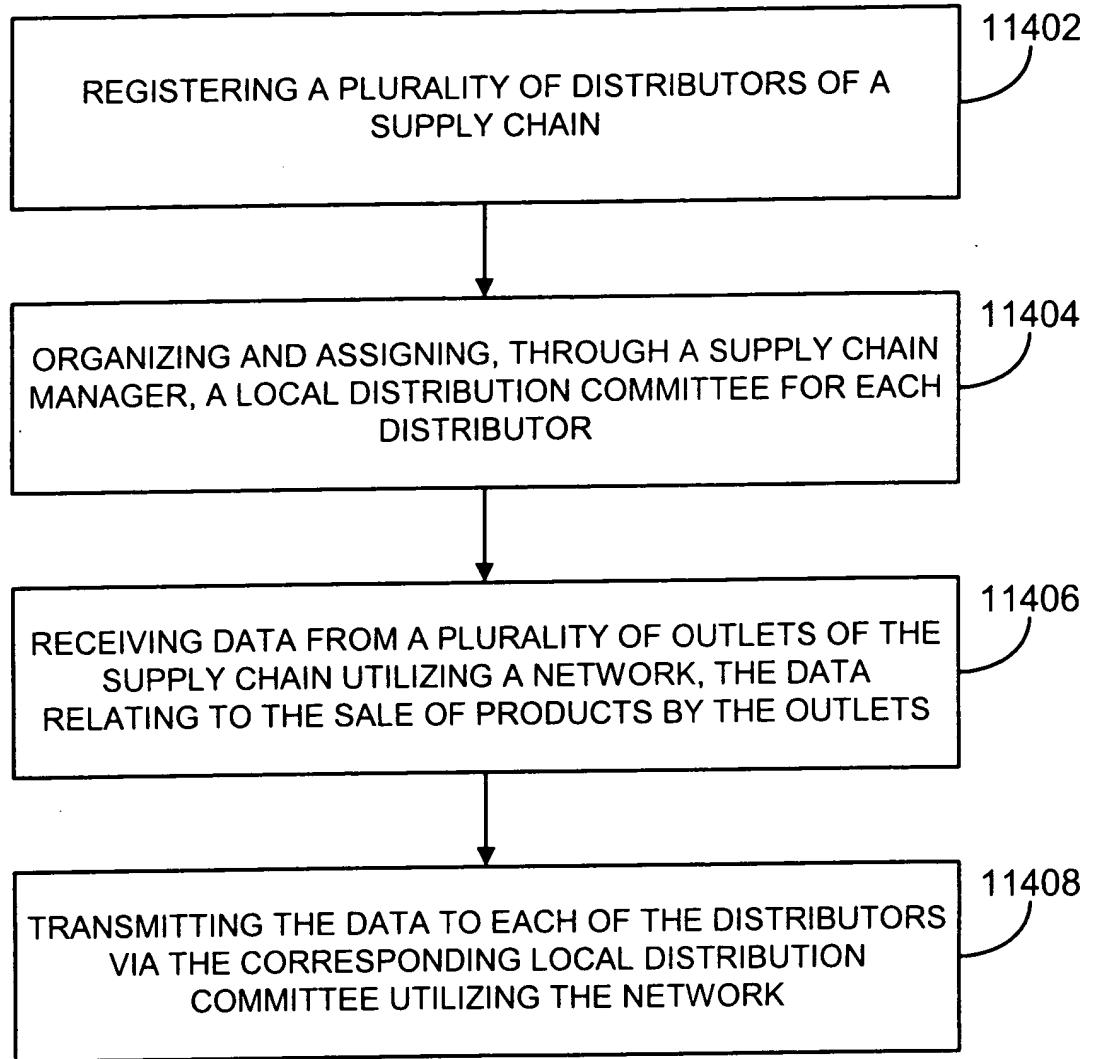 11402
REGISTERING A PLURALITY OF DISTRIBUTORS OF A
SUPPLY CHAIN
11404
ORGANIZING AND ASSIGNING, THROUGH A SUPPLY CHAIN
MANAGER, A LOCAL DISTRIBUTION COMMITTEE FOR EACH
DISTRIBUTOR
11406
RECEIVING DATA FROM A PLURALITY OF OUTLETS OF THE
SUPPLY CHAIN UTILIZING A NETWORK, THE DATA
RELATING TO THE SALE OF PRODUCTS BY THE OUTLETS
11408
TRANSMITTING THE DATA TO EACH OF THE DISTRIBUTORS
VIA THE CORRESPONDING LOCAL DISTRIBUTION
COMMITTEE UTILIZING THE NETWORK